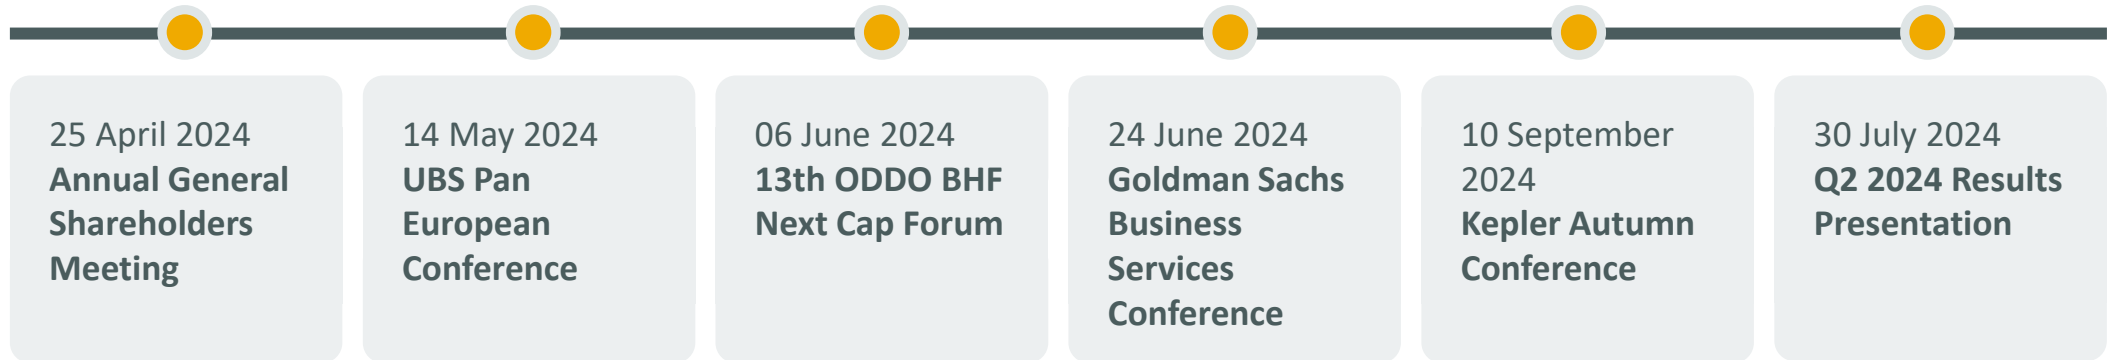 25 April 2024
Annual General
Shareholders
Meeting
14 May 2024
UBS Pan
European
Conference
06 June 2024
13th ODDO BHF
Next Cap Forum
24 June 2024
Goldman Sachs
Business
Services
Conference
10 September
2024
Kepler Autumn
Conference
30 July 2024
Q2 2024 Results
Presentation